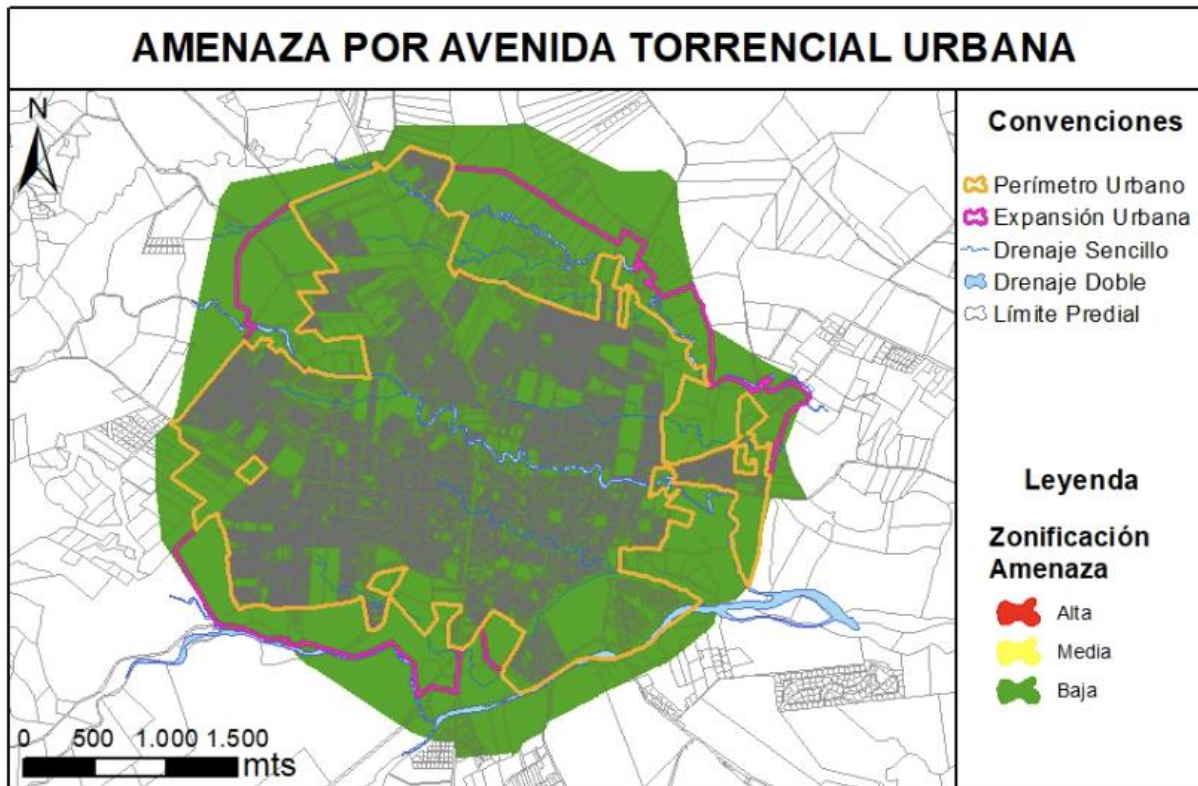 AMENAZA POR AVENIDA TORRENCIAL URBANA
N
Convenciones
Perímetro Urbano
Expansión Urbana
Drenaje Sencillo
Drenaje Doble
Límite Predial
Leyenda
Zonificación
Amenaza
Alta
Media
Baja
0 500 1.000 1.500
mts